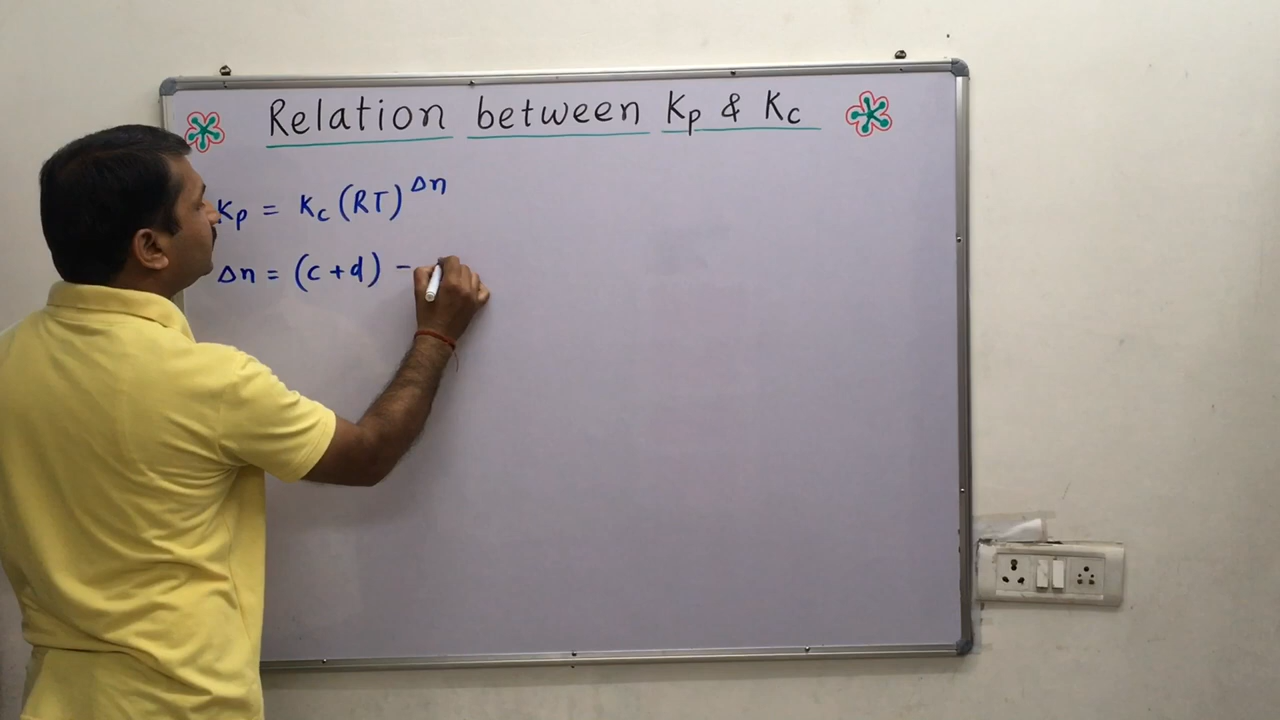 Relation between Kp & Kc
Kp = Kc (RT)^Δn
Δn = (c+d) -